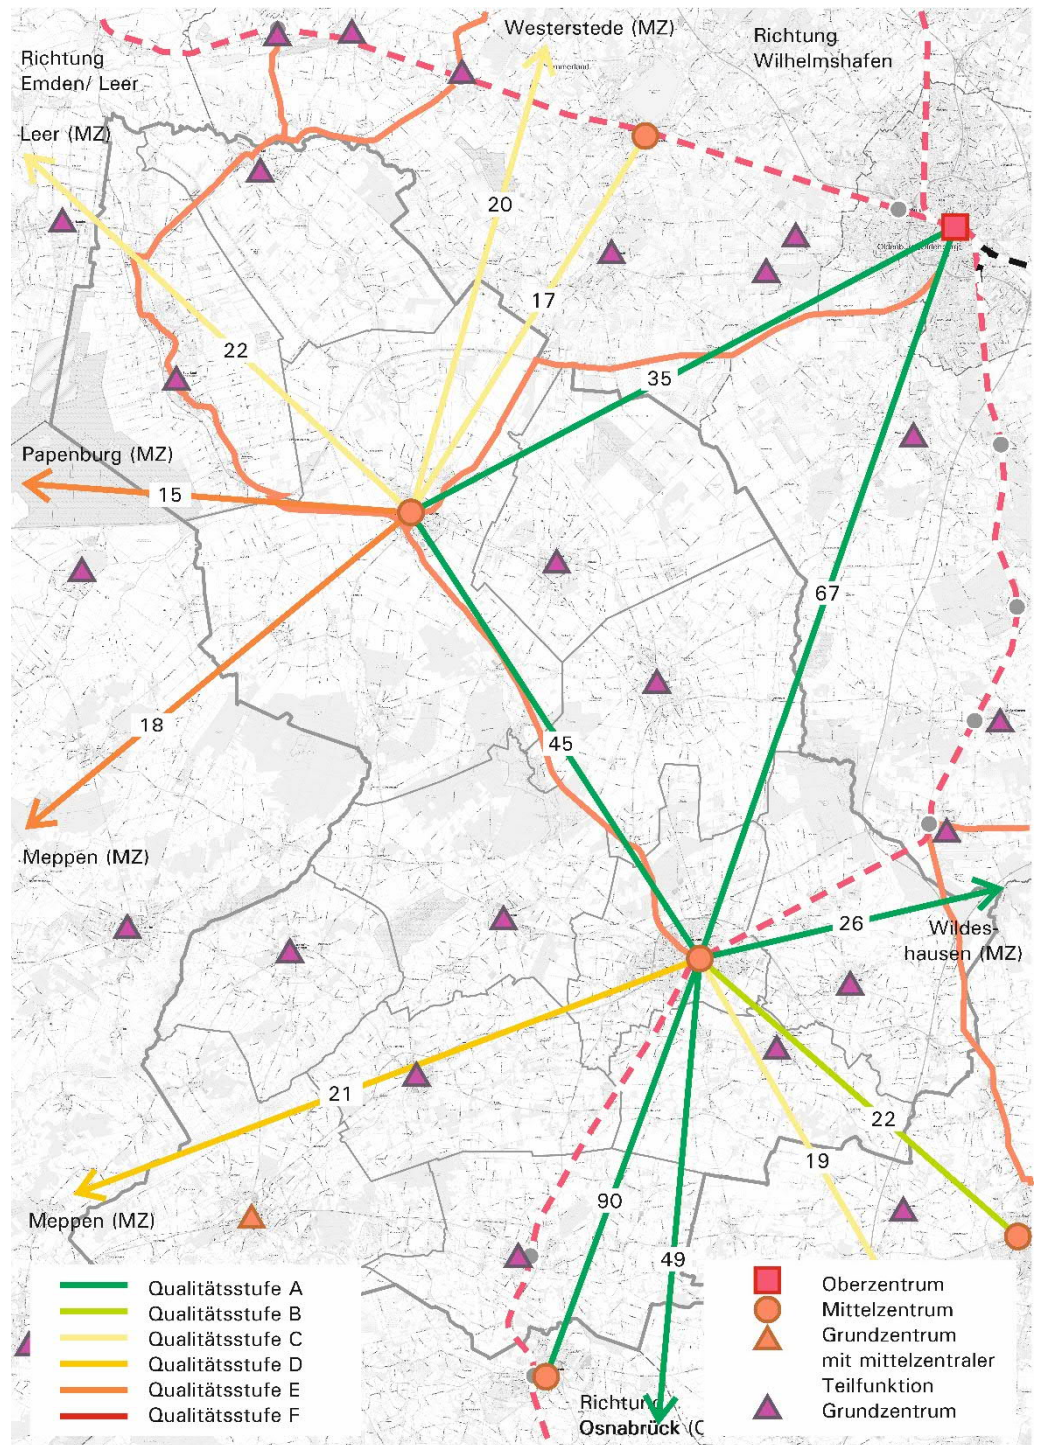 Westerstede (MZ)
Richtung
Wilhelmshafen
Richtung
Emden/ Leer
Leer (MZ)
20
17
22
35
Papenburg (MZ)
15
67
18
45
Meppen (MZ)
26
Wildes-
hausen (MZ)
21
22
19
Meppen (MZ)
90
49
Qualitätsstufe A
Qualitätsstufe B
Qualitätsstufe C
Qualitätsstufe D
Qualitätsstufe E
Qualitätsstufe F
Oberzentrum
Mittelzentrum
Grundzentrum
mit mittelzentraler
Teilfunktion
Grundzentrum
Richtung
Osnabrück (O